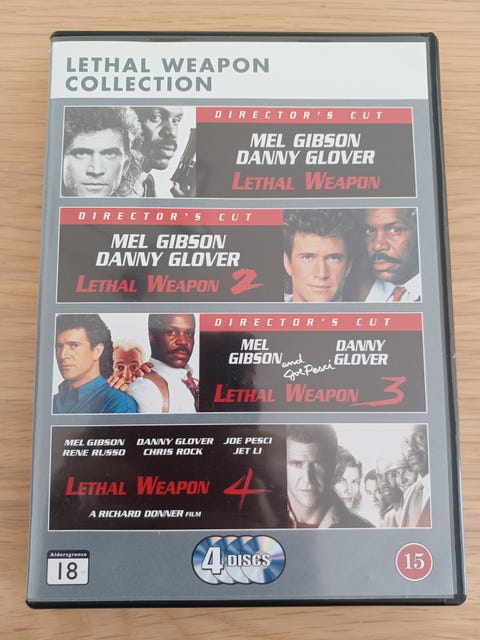 LETHAL WEAPON
COLLECTION
DIRECTOR'S CUT
MEL GIBSON
DANNY GLOVER
LETHAL WEAPON
DIRECTOR'S CUT
MEL GIBSON
DANNY GLOVER
LETHAL WEAPON 2
DIRECTOR'S CUT
MEL GIBSON and Joe Pesci DANNY GLOVER
LETHAL WEAPON 3
MEL GIBSON DANNY GLOVER JOE PESCI
RENE RUSSO CHRIS ROCK JET LI
LETHAL WEAPON 4
A RICHARD DONNER FILM
Aldersgrense
18
4 DISCS
15